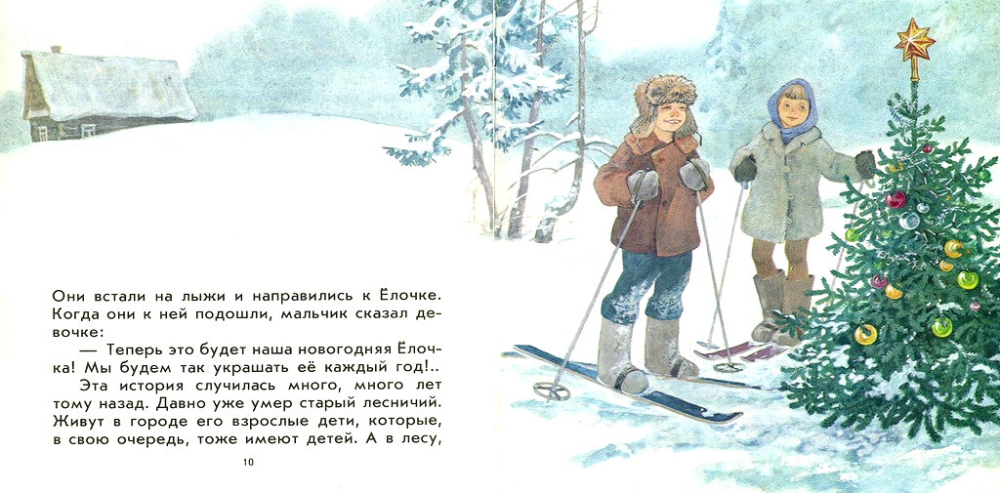 Они встали на лыжи и направились к Ёлочке.
Когда они к ней подошли, мальчик сказал де-
вочке:
— Теперь это будет наша новогодняя Ёлоч-
ка! Мы будем так украшать её каждый год!..
Эта история случилась много, много лет
тому назад. Давно уже умер старый лесничий.
Живут в городе его взрослые дети, которые,
в свою очередь, тоже имеют детей. А в лесу,
10